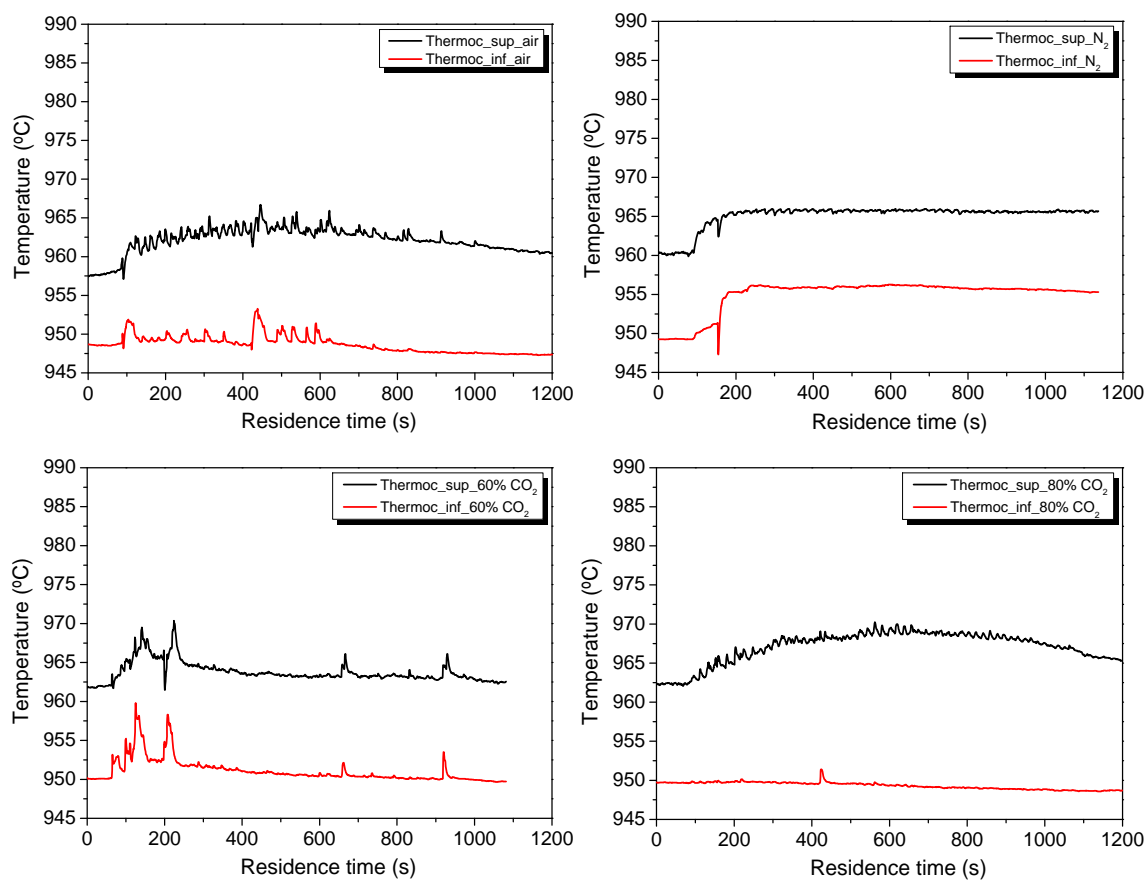 990
985
980
975
970
965
960
955
950
945
Temperature (ºC)
Thermoc_sup_air
Thermoc_inf_air
0 200 400 600 800 1000 1200
Residence time (s)
990
985
980
975
970
965
960
955
950
945
Temperature (ºC)
Thermoc_sup_N₂
Thermoc_inf_N₂
0 200 400 600 800 1000 1200
Residence time (s)
990
985
980
975
970
965
960
955
950
945
Temperature (ºC)
Thermoc_sup_60% CO₂
Thermoc_inf_60% CO₂
0 200 400 600 800 1000 1200
Residence time (s)
990
985
980
975
970
965
960
955
950
945
Temperature (ºC)
Thermoc_sup_80% CO₂
Thermoc_inf_80% CO₂
0 200 400 600 800 1000 1200
Residence time (s)